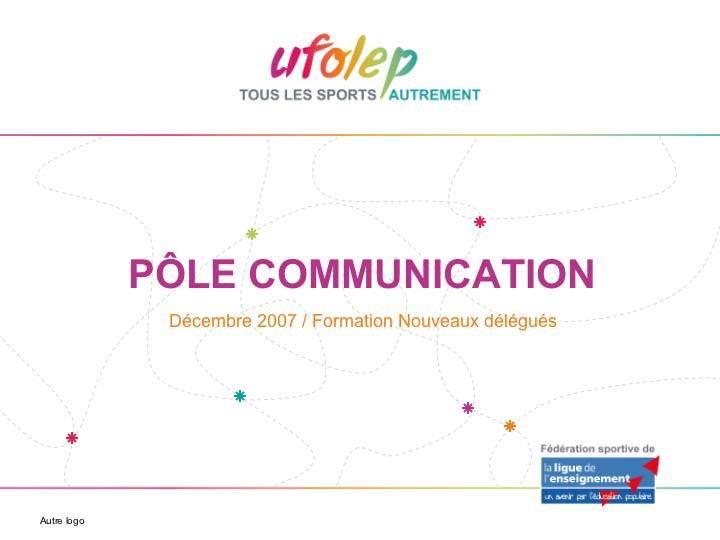 ufolep
TOUS LES SPORTS AUTREMENT
PÔLE COMMUNICATION
Décembre 2007 / Formation Nouveaux délégués
Fédération sportive de
la ligue de
l'enseignement
un avenir par l'éducation populaire
Autre logo